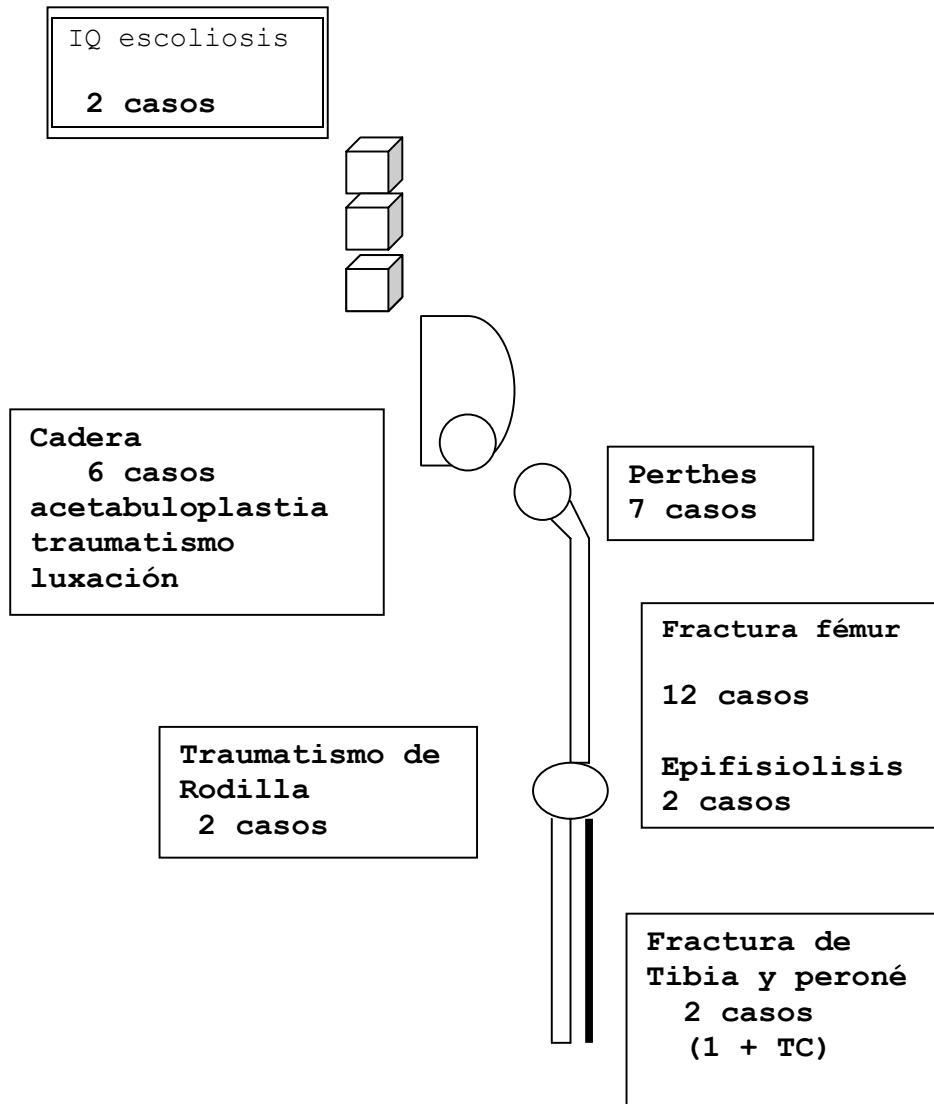 IQ escoliosis
2 casos
Cadera
6 casos
acetabuloplastia
traumatismo
luxación
Perthes
7 casos
Fractura fémur
12 casos
Epifisiolisis
2 casos
Traumatismo de
Rodilla
2 casos
Fractura de
Tibia y peroné
2 casos
(1 + TC)